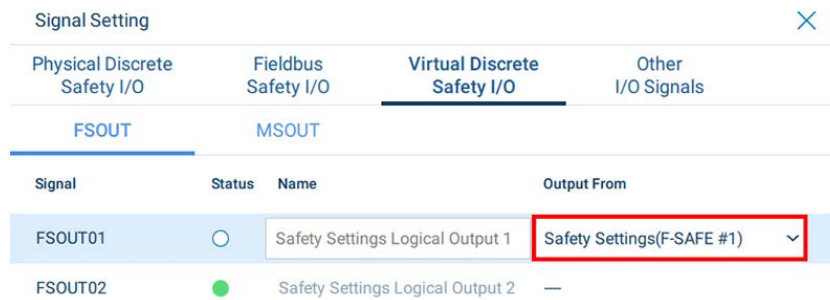 Signal Setting
Physical Discrete Safety I/O
Fieldbus Safety I/O
Virtual Discrete Safety I/O
Other I/O Signals
FSOUT MSOUT
Signal Status Name Output From
FSOUT01 Safety Settings Logical Output 1 Safety Settings(F-SAFE #1)
FSOUT02 Safety Settings Logical Output 2 —